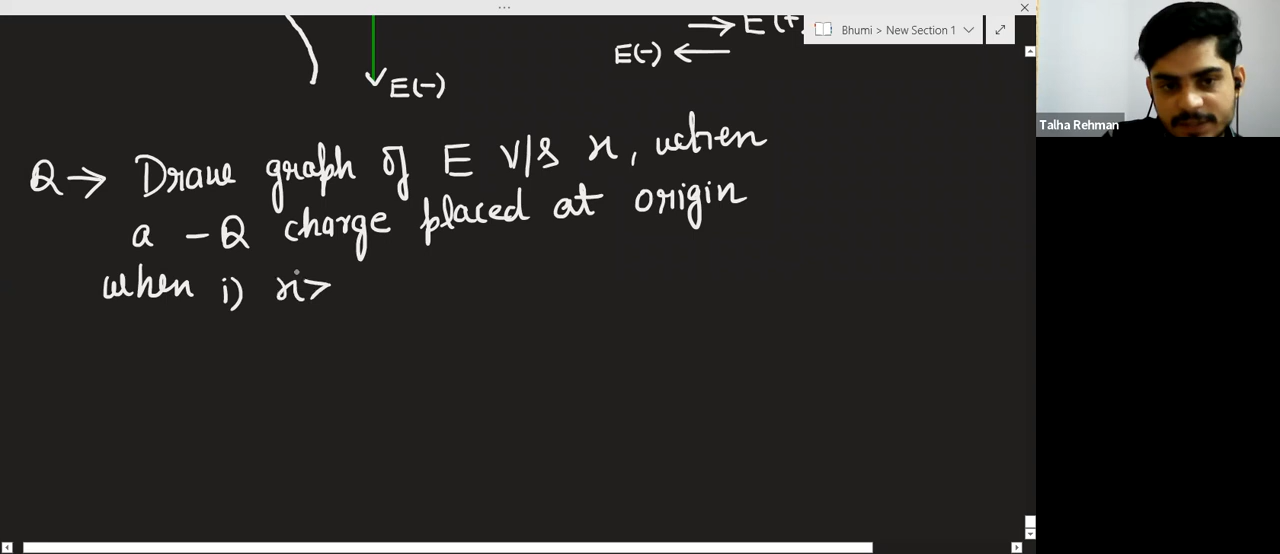 Bhumi > New Section 1
E(-)
E(-)
Talha Rehman
Q → Draw graph of E v/s x, when
a -Q charge placed at origin
when i) x>